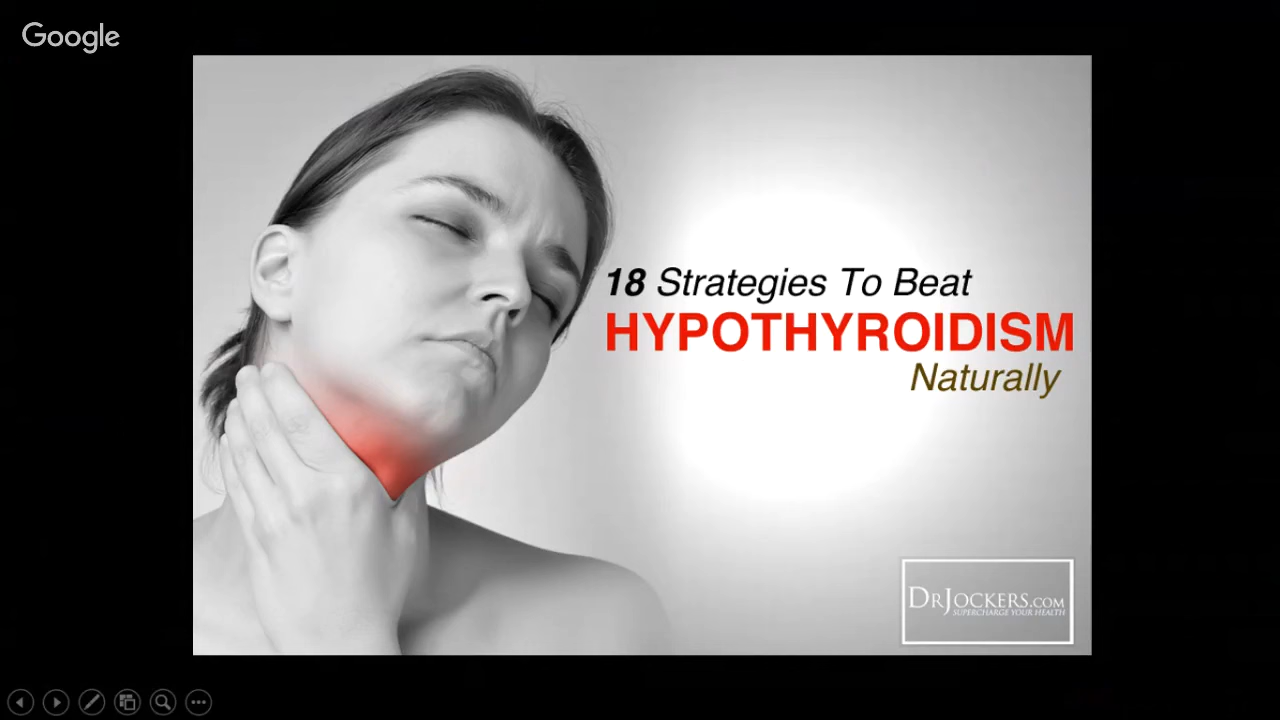 Google
18 Strategies To Beat
HYPOTHYROIDISM
Naturally
DRJOCKERS.COM
SUPERCHARGE YOUR HEALTH